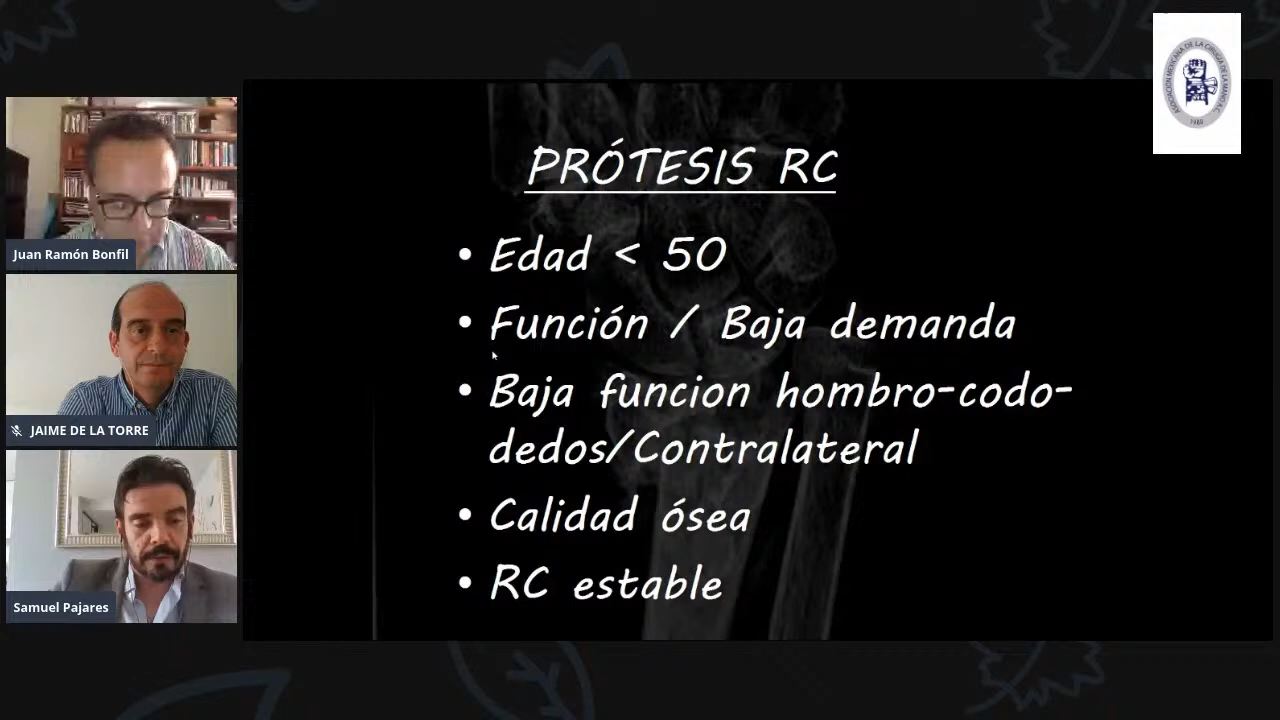 PRÓTESIS RC
• Edad < 50
• Función / Baja demanda
• Baja funcion hombro-codo-
dedos/Contralateral
• Calidad ósea
• RC estable
Juan Ramón Bonfil
JAIME DE LA TORRE
Samuel Pajares